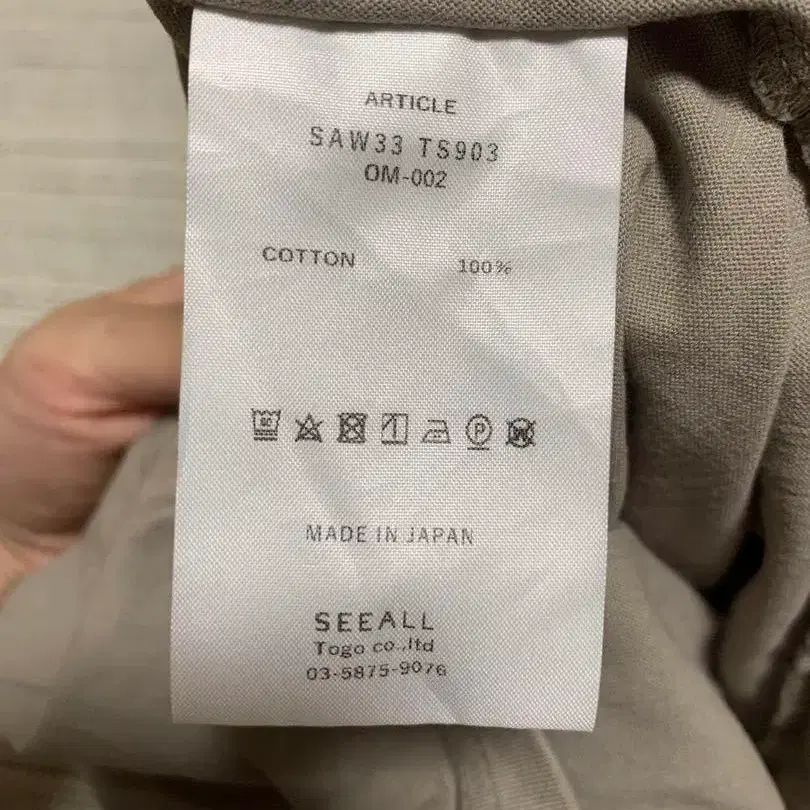 ARTICLE
SAW33 TS903
OM-002
COTTON 100%
MADE IN JAPAN
SEEALL
Togo co.,ltd
03-5875-9076